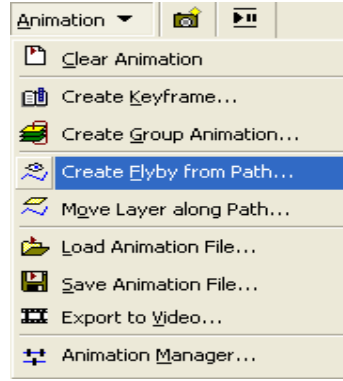 Animation
Clear Animation
Create Keyframe...
Create Group Animation...
Create Flyby from Path...
Move Layer along Path...
Load Animation File...
Save Animation File...
Export to Video...
Animation Manager...